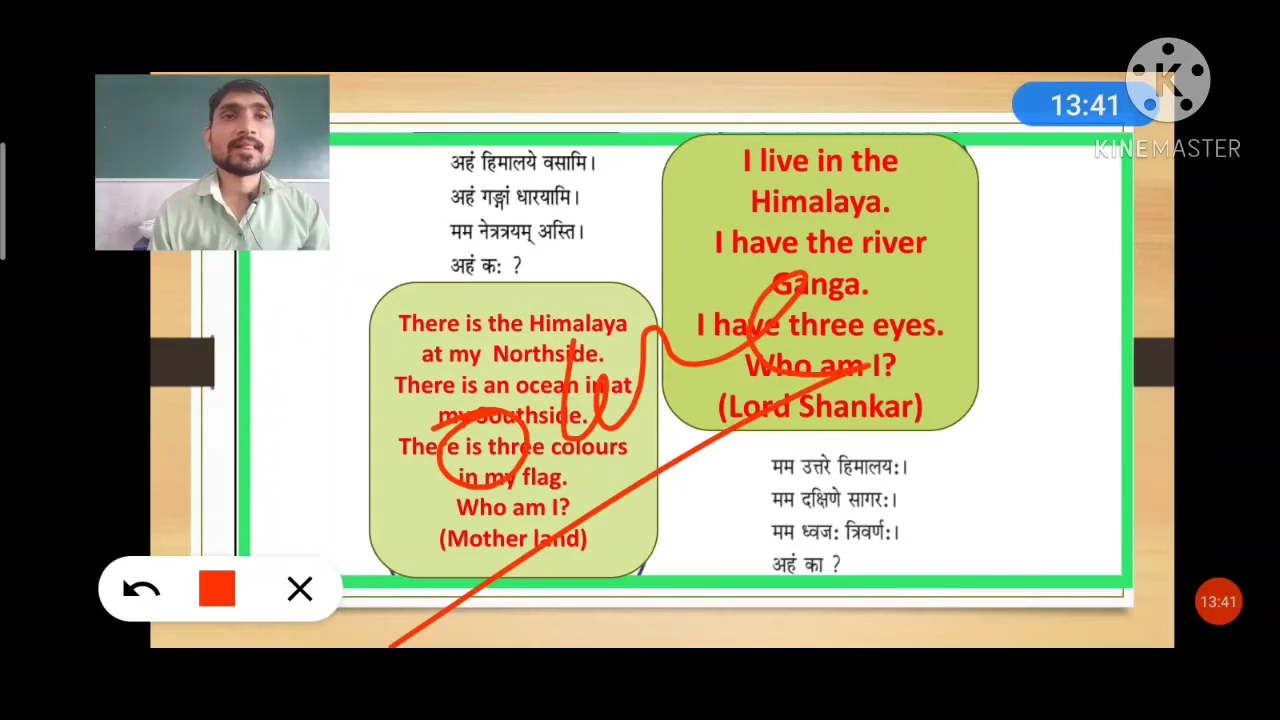 13:41
KINEMASTER
अहं हिमालये वसामि।
अहं गङ्गां धारयामि।
मम नेत्रत्रयम् अस्ति।
अहं कः ?
I live in the
Himalaya.
I have the river
Ganga.
I have three eyes.
Who am I?
(Lord Shankar)
There is the Himalaya
at my Northside.
There is an ocean in at
my Southside.
There is three colours
in my flag.
Who am I?
(Mother land)
मम उत्तरे हिमालयः।
मम दक्षिणे सागरः।
मम ध्वजः त्रिवर्णः।
अहं का ?
13:41